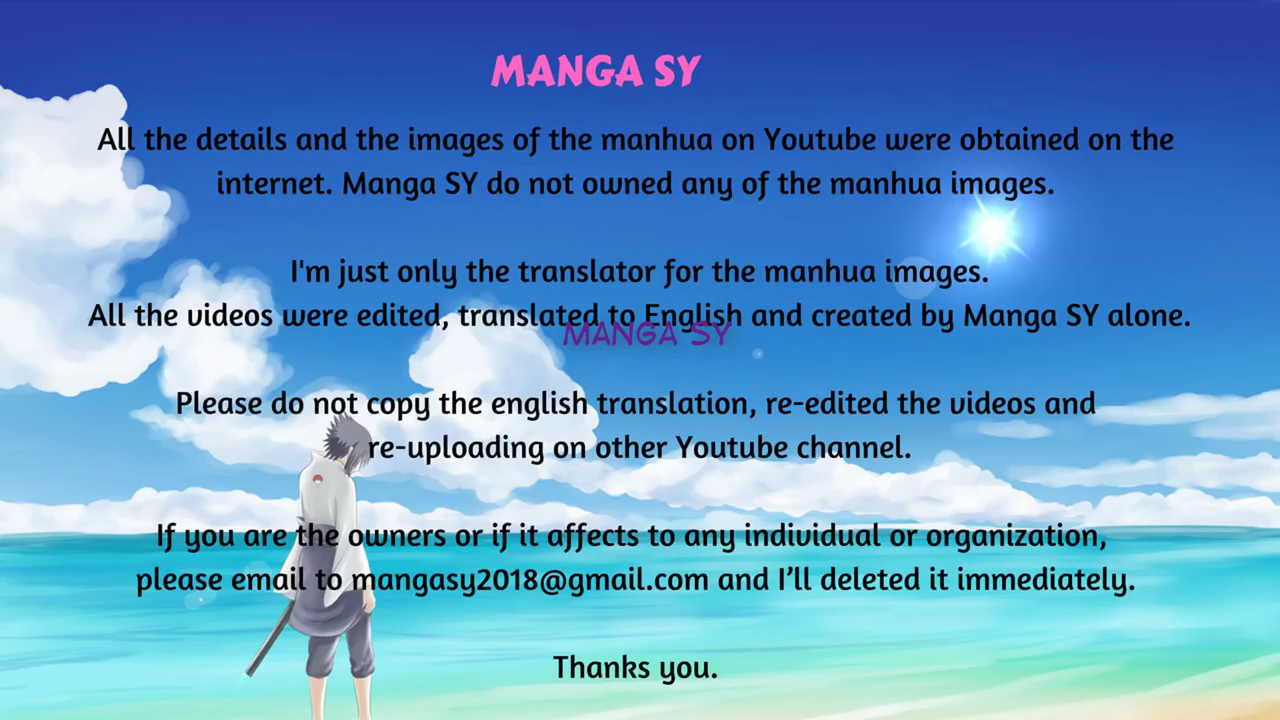 MANGA SY
All the details and the images of the manhua on Youtube were obtained on the
internet. Manga SY do not owned any of the manhua images.
I'm just only the translator for the manhua images.
All the videos were edited, translated to English and created by Manga SY alone.
MANGA SY
Please do not copy the english translation, re-edited the videos and
re-uploading on other Youtube channel.
If you are the owners or if it affects to any individual or organization,
please email to mangasy2018@gmail.com and I’ll deleted it immediately.
Thanks you.